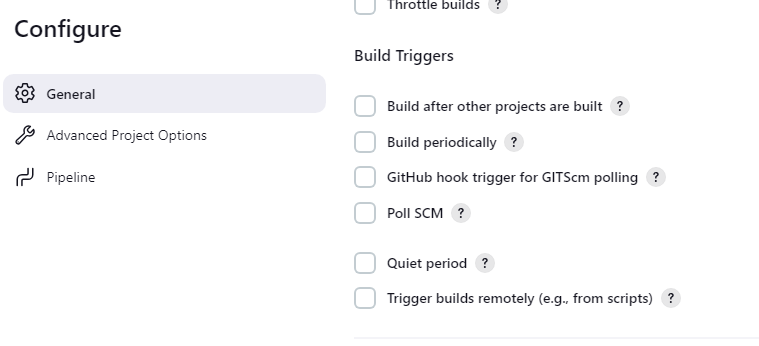 Configure
General
Advanced Project Options
Pipeline
Throttle builds ?
Build Triggers
Build after other projects are built ?
Build periodically ?
GitHub hook trigger for GITScm polling ?
Poll SCM ?
Quiet period ?
Trigger builds remotely (e.g., from scripts) ?